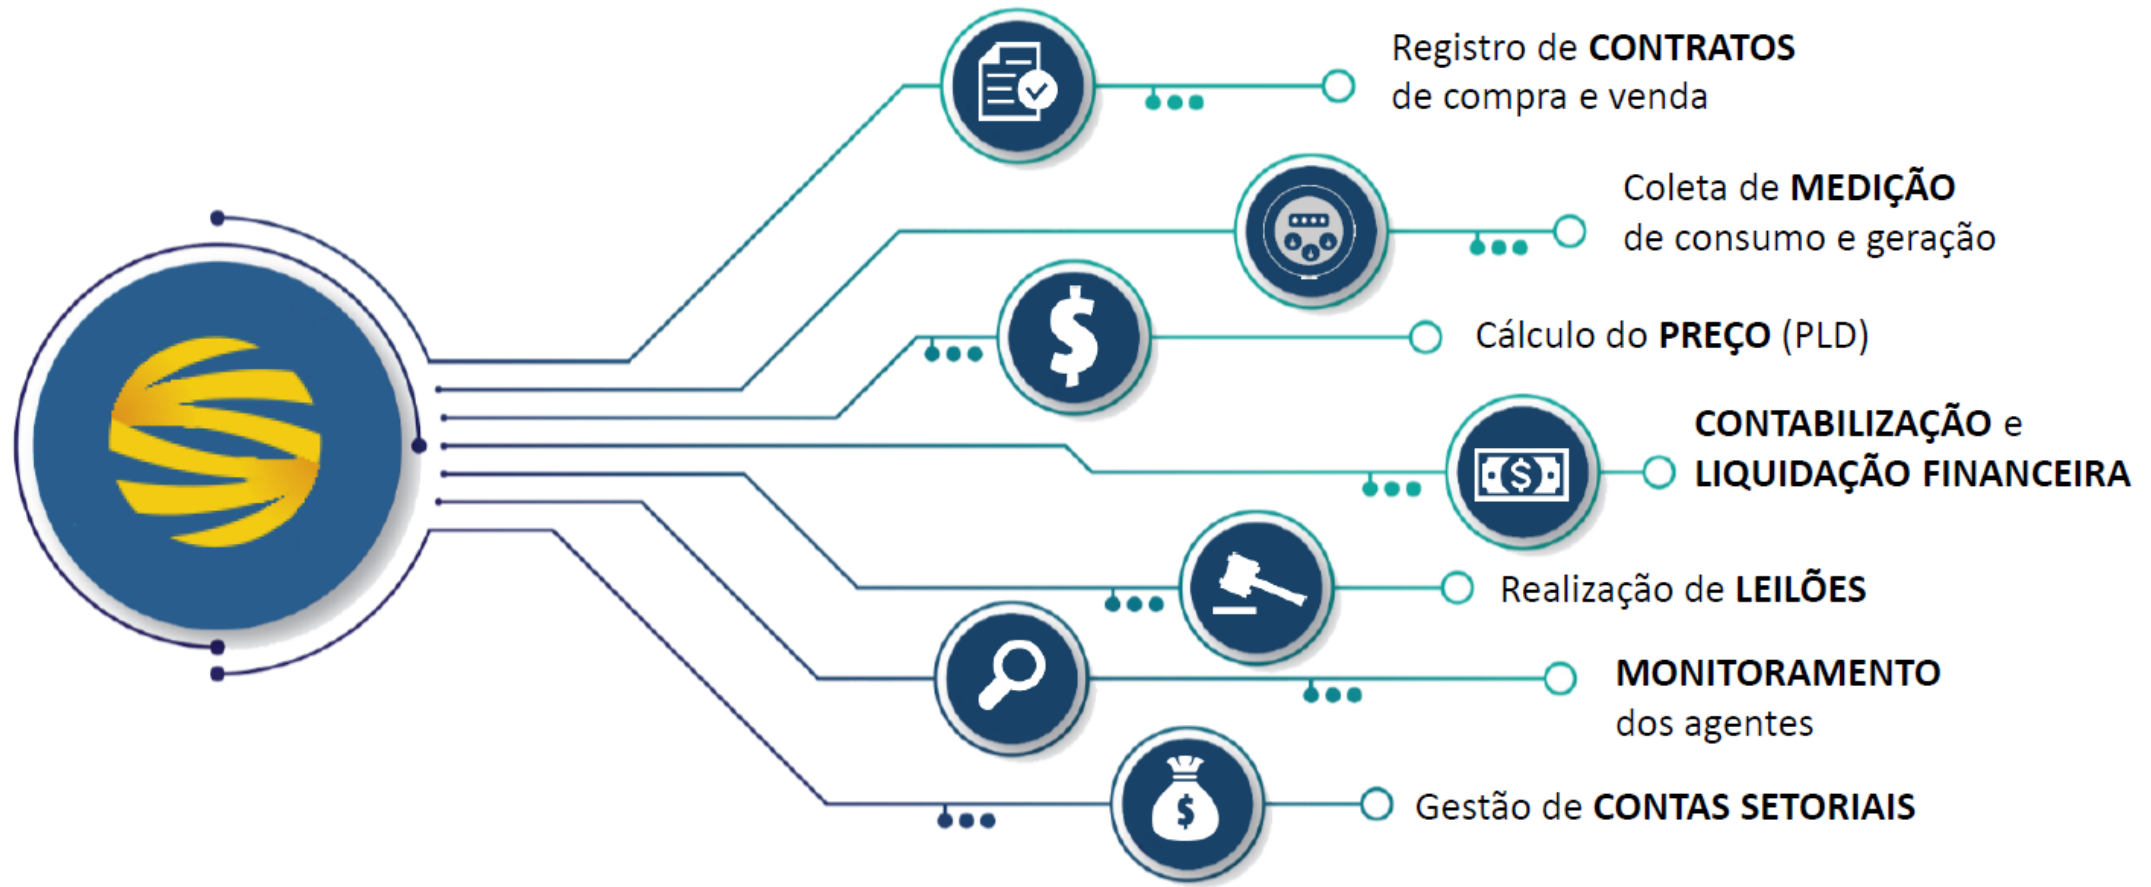 Registro de CONTRATOS
de compra e venda
Coleta de MEDIÇÃO
de consumo e geração
Cálculo do PREÇO (PLD)
CONTABILIZAÇÃO e
LIQUIDAÇÃO FINANCEIRA
Realização de LEILÕES
MONITORAMENTO
dos agentes
Gestão de CONTAS SETORIAIS